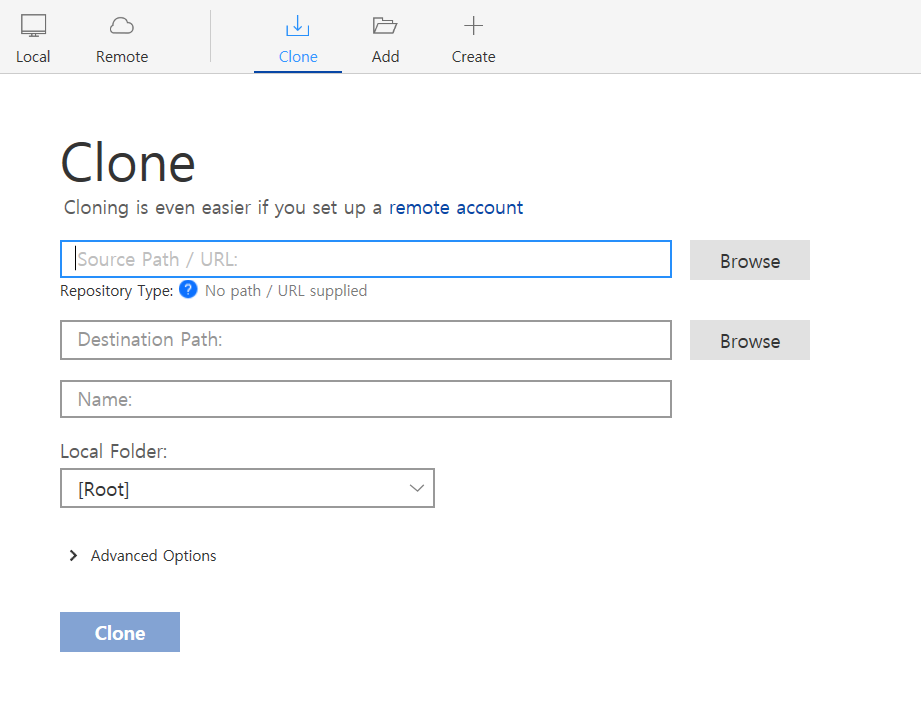 Local
Remote
Clone
Add
Create
Clone
Cloning is even easier if you set up a remote account
Source Path / URL:
Browse
Repository Type: ? No path / URL supplied
Destination Path:
Browse
Name:
Local Folder:
[Root]
Advanced Options
Clone